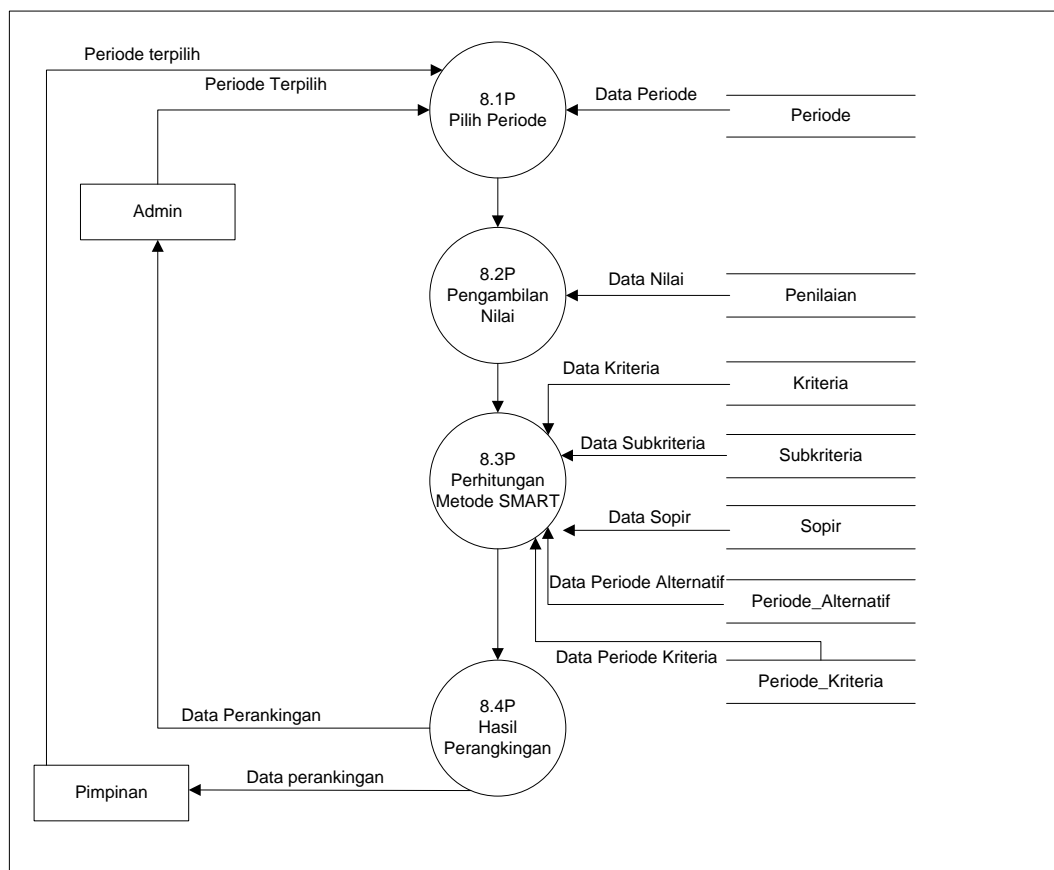 Periode terpilih
Periode Terpilih
8.1P
Pilih Periode
Data Periode
Periode
Admin
8.2P
Pengambilan
Nilai
Data Nilai
Penilaian
Data Kriteria
Kriteria
8.3P
Perhitungan
Metode SMART
Data Subkriteria
Subkriteria
Data Sopir
Sopir
Data Periode Alternatif
Periode_Alternatif
Data Periode Kriteria
Periode_Kriteria
8.4P
Hasil
Perangkingan
Data Perankingan
Data perankingan
Pimpinan